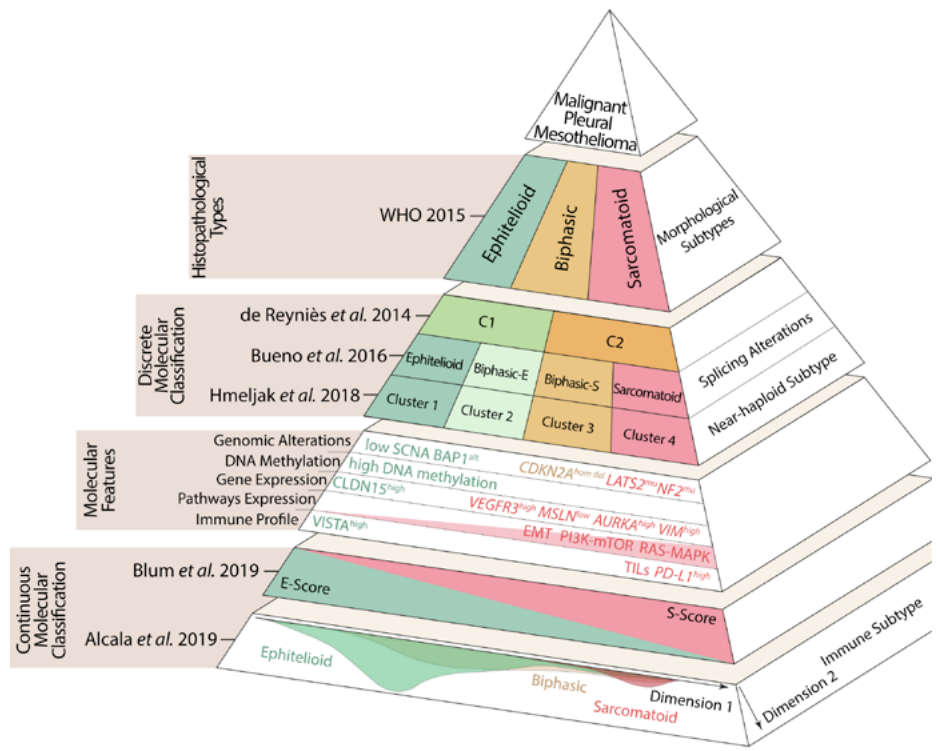 Malignant
Pleural
Mesothelioma
Histopathological
Types
WHO 2015
Ephitelioid
Biphasic
Sarcomatoid
Morphological
Subtypes
Discrete
Molecular
Classification
de Reyniès et al. 2014
C1
C2
Bueno et al. 2016
Ephitelioid
Biphasic-E
Biphasic-S
Sarcomatoid
Hmeljak et al. 2018
Cluster 1
Cluster 2
Cluster 3
Cluster 4
Splicing Alterations
Near-haploid Subtype
Molecular
Features
Genomic Alterations
low SCNA BAP1alt
CDKN2Ahom del LATS2mu NF2mu
DNA Methylation
high DNA methylation
Gene Expression
CLDN15high
VEGFR3high MSLNlow AURKAhigh VIMhigh
Pathways Expression
EMT PI3K-mTOR RAS-MAPK
Immune Profile
VISTAhigh
TILs PD-L1high
Continuous
Molecular
Classification
Blum et al. 2019
E-Score
S-Score
Alcala et al. 2019
Ephitelioid
Biphasic
Sarcomatoid
Dimension 1
Dimension 2
Immune Subtype